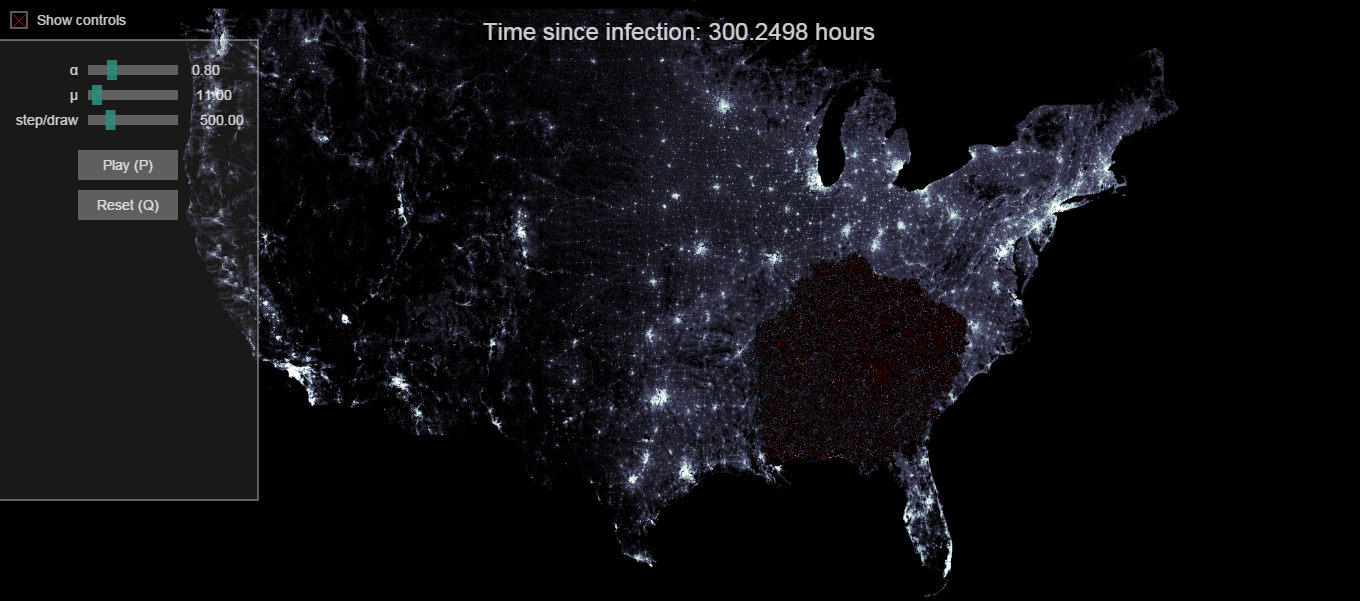 Show controls
Time since infection: 300.2498 hours
α 0.80
μ 11.00
step/draw 500.00
Play (P)
Reset (Q)